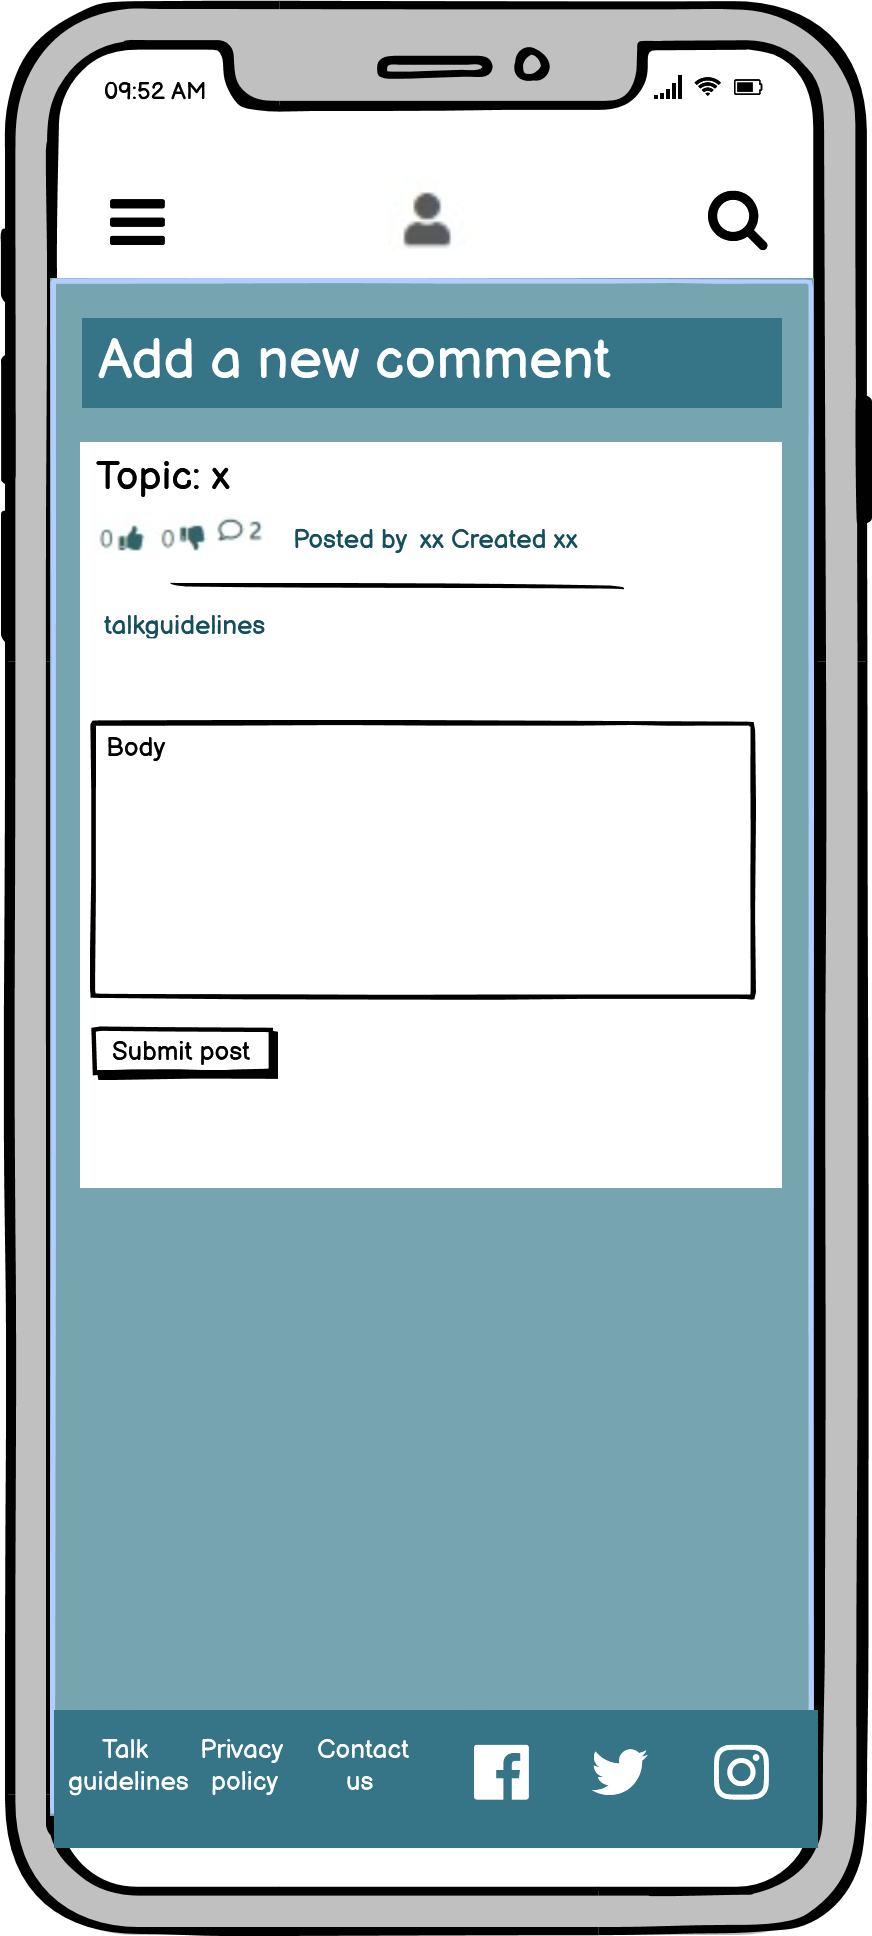 09:52 AM
Add a new comment
Topic: x
0 0 2 Posted by xx Created xx
talkguidelines
Body
Submit post
Talk guidelines
Privacy policy
Contact us